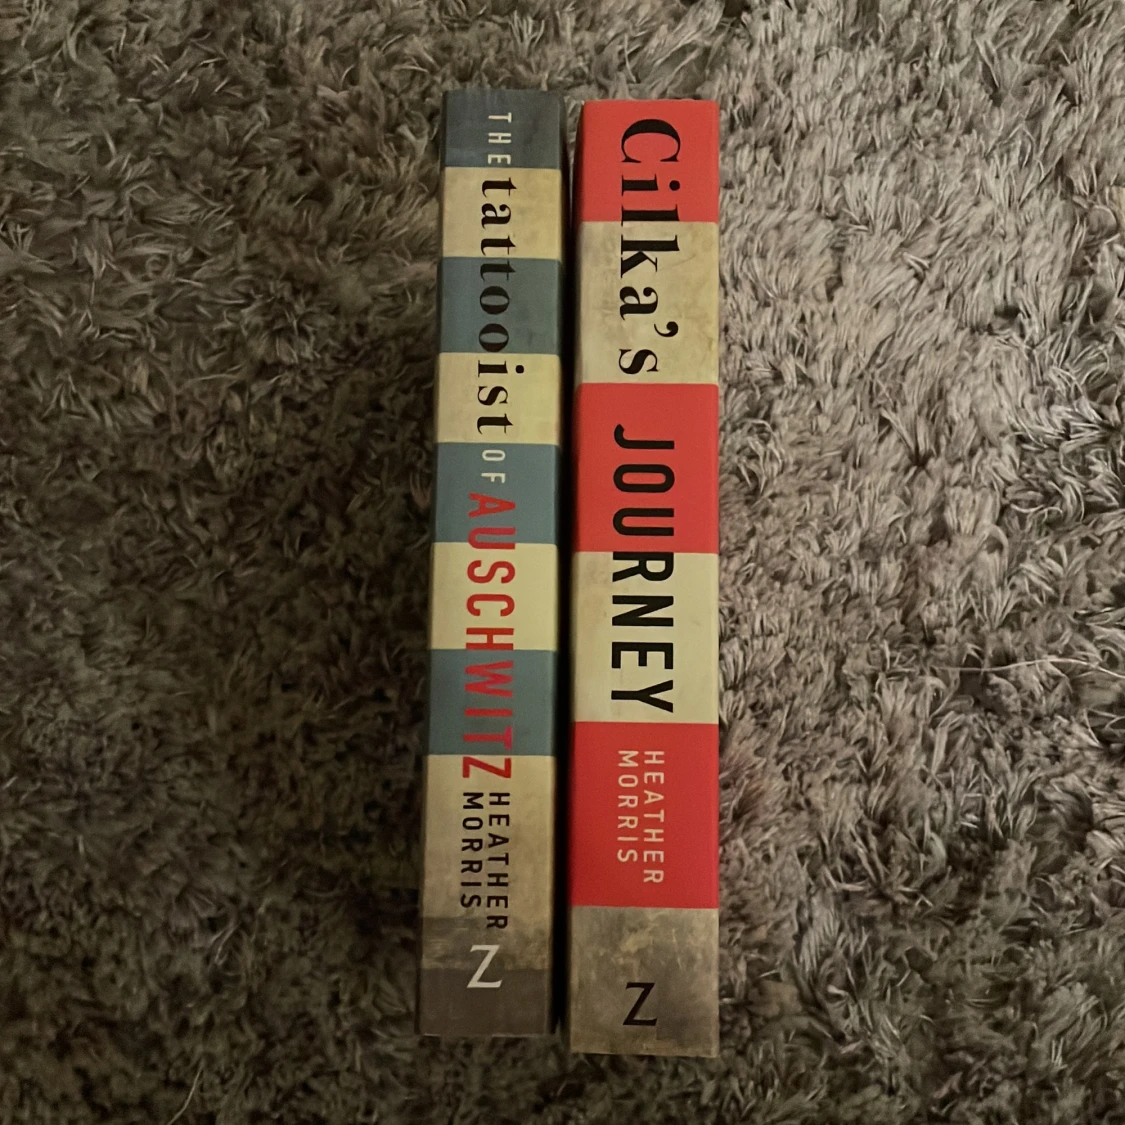 THE tattooist OF AUSCHWITZ
HEATHER
MORRIS
Z
Cilka's JOURNEY
HEATHER
MORRIS
Z